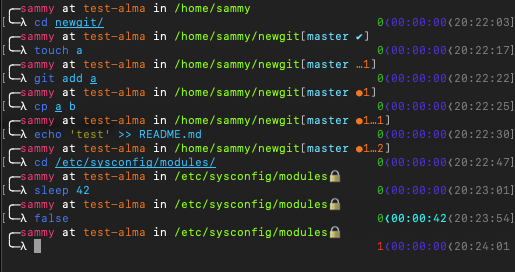 sammy at test-alma in /home/sammy
λ cd newgit/ 0(00:00:00(20:22:03]
sammy at test-alma in /home/sammy/newgit[master ✔]
λ touch a 0(00:00:00(20:22:17]
sammy at test-alma in /home/sammy/newgit[master …1]
λ git add a 0(00:00:00(20:22:22]
sammy at test-alma in /home/sammy/newgit[master ●1]
λ cp a b 0(00:00:00(20:22:25]
sammy at test-alma in /home/sammy/newgit[master ●1…1]
λ echo 'test' >> README.md 0(00:00:00(20:22:30]
sammy at test-alma in /home/sammy/newgit[master ●1…2]
λ cd /etc/sysconfig/modules/ 0(00:00:00(20:22:47]
sammy at test-alma in /etc/sysconfig/modules🔒
λ sleep 42 0(00:00:00(20:23:01]
sammy at test-alma in /etc/sysconfig/modules🔒
λ false 0(00:00:42(20:23:54]
sammy at test-alma in /etc/sysconfig/modules🔒
λ 1(00:00:00(20:24:01